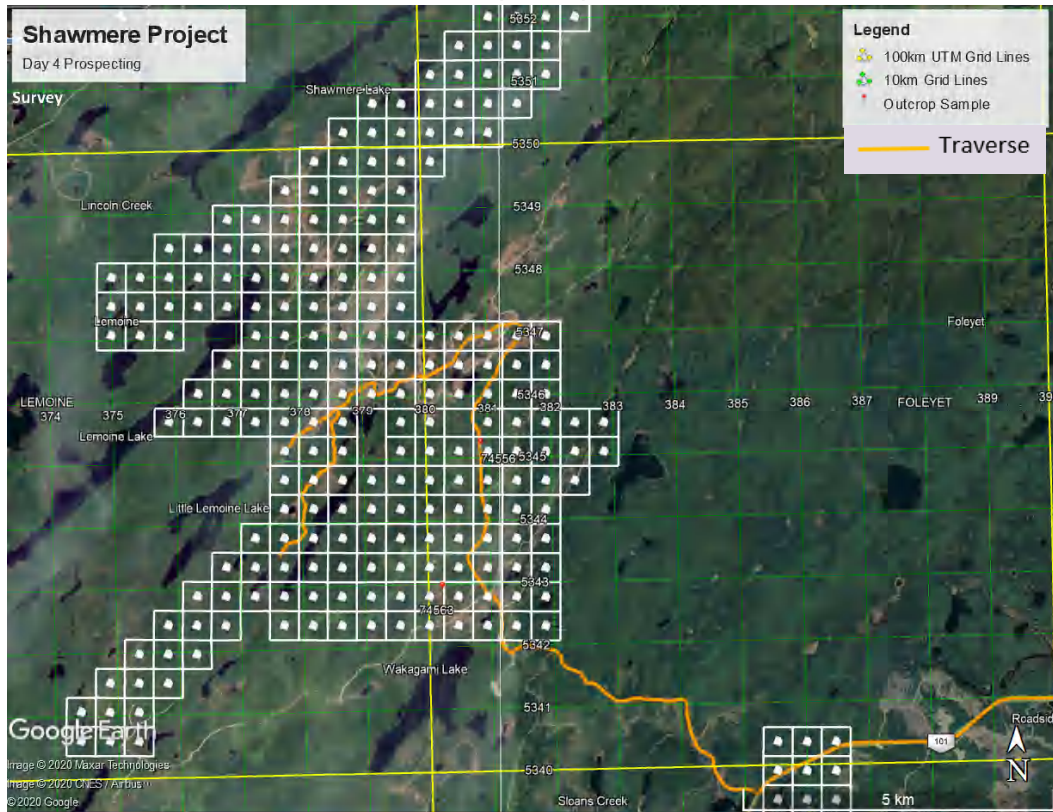 Shawmere Project
Day 4 Prospecting
Survey
Legend
100km UTM Grid Lines
10km Grid Lines
Outcrop Sample
Traverse
5352
5351
Shawmere Lake
5350
Lincoln Creek
5349
5348
Lemoine
5347
Foleyet
5346
LEMOINE
374 375 376 377 378 379 380 384 382 383 384 385 386 387 FOLEYET 389 39
Lemoine Lake
74556 5345
Little Lemoine Lake
5344
5343
74563
5342
Wakagami Lake
5341
Google Earth
Roadsid
101
Image © 2020 Maxar Technologies
5340
N
Image © 2020 CNES / Airbus
© 2020 Google
Sloans Creek
5 km